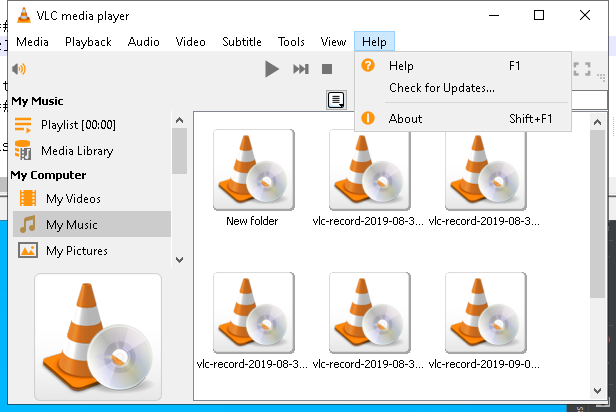 VLC media player
Media Playback Audio Video Subtitle Tools View Help
Help F1
Check for Updates...
About Shift+F1
My Music
Playlist [00:00]
Media Library
My Computer
My Videos
My Music
My Pictures
New folder vlc-record-2019-08-3... vlc-record-2019-08-3...
vlc-record-2019-08-3... vlc-record-2019-08-3... vlc-record-2019-09-0...